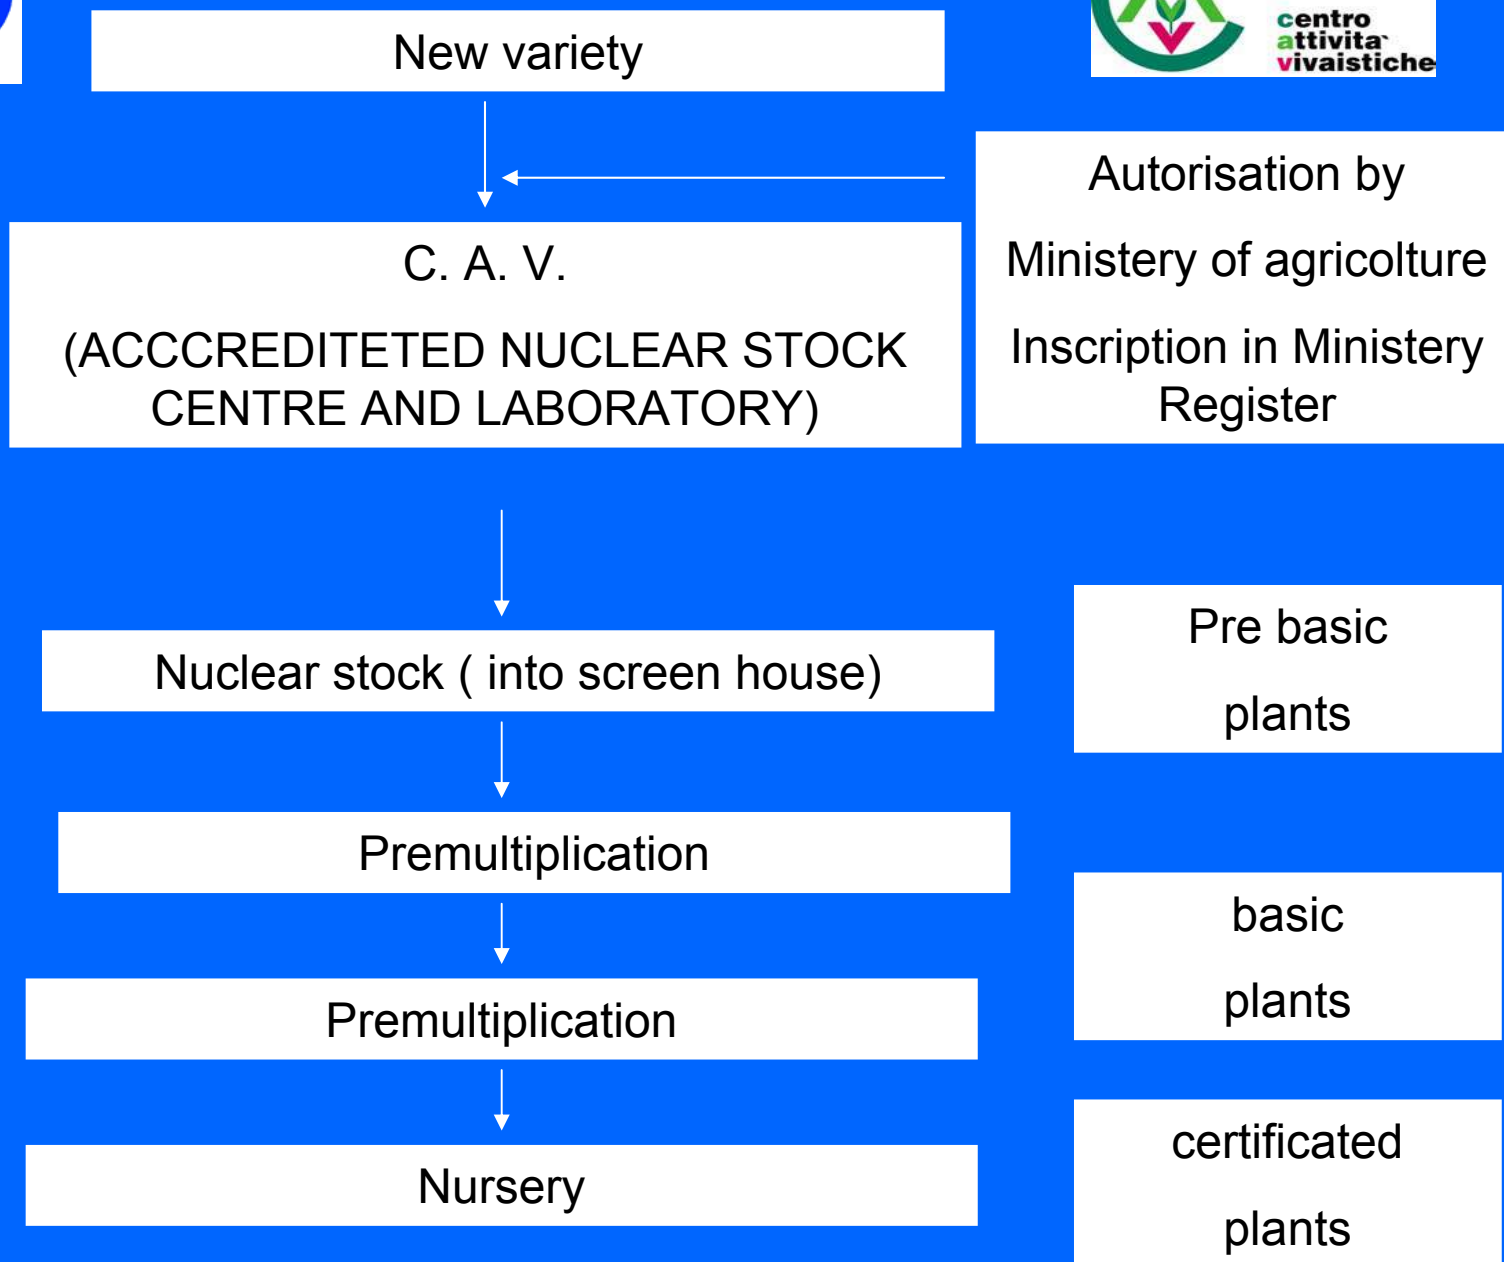 centro
attivita`
vivaistiche
New variety
Autorisation by
Ministery of agricolture
Inscription in Ministery
Register
C. A. V.
(ACCCREDITETED NUCLEAR STOCK
CENTRE AND LABORATORY)
Nuclear stock ( into screen house)
Pre basic
plants
Premultiplication
basic
plants
Premultiplication
Nursery
certificated
plants